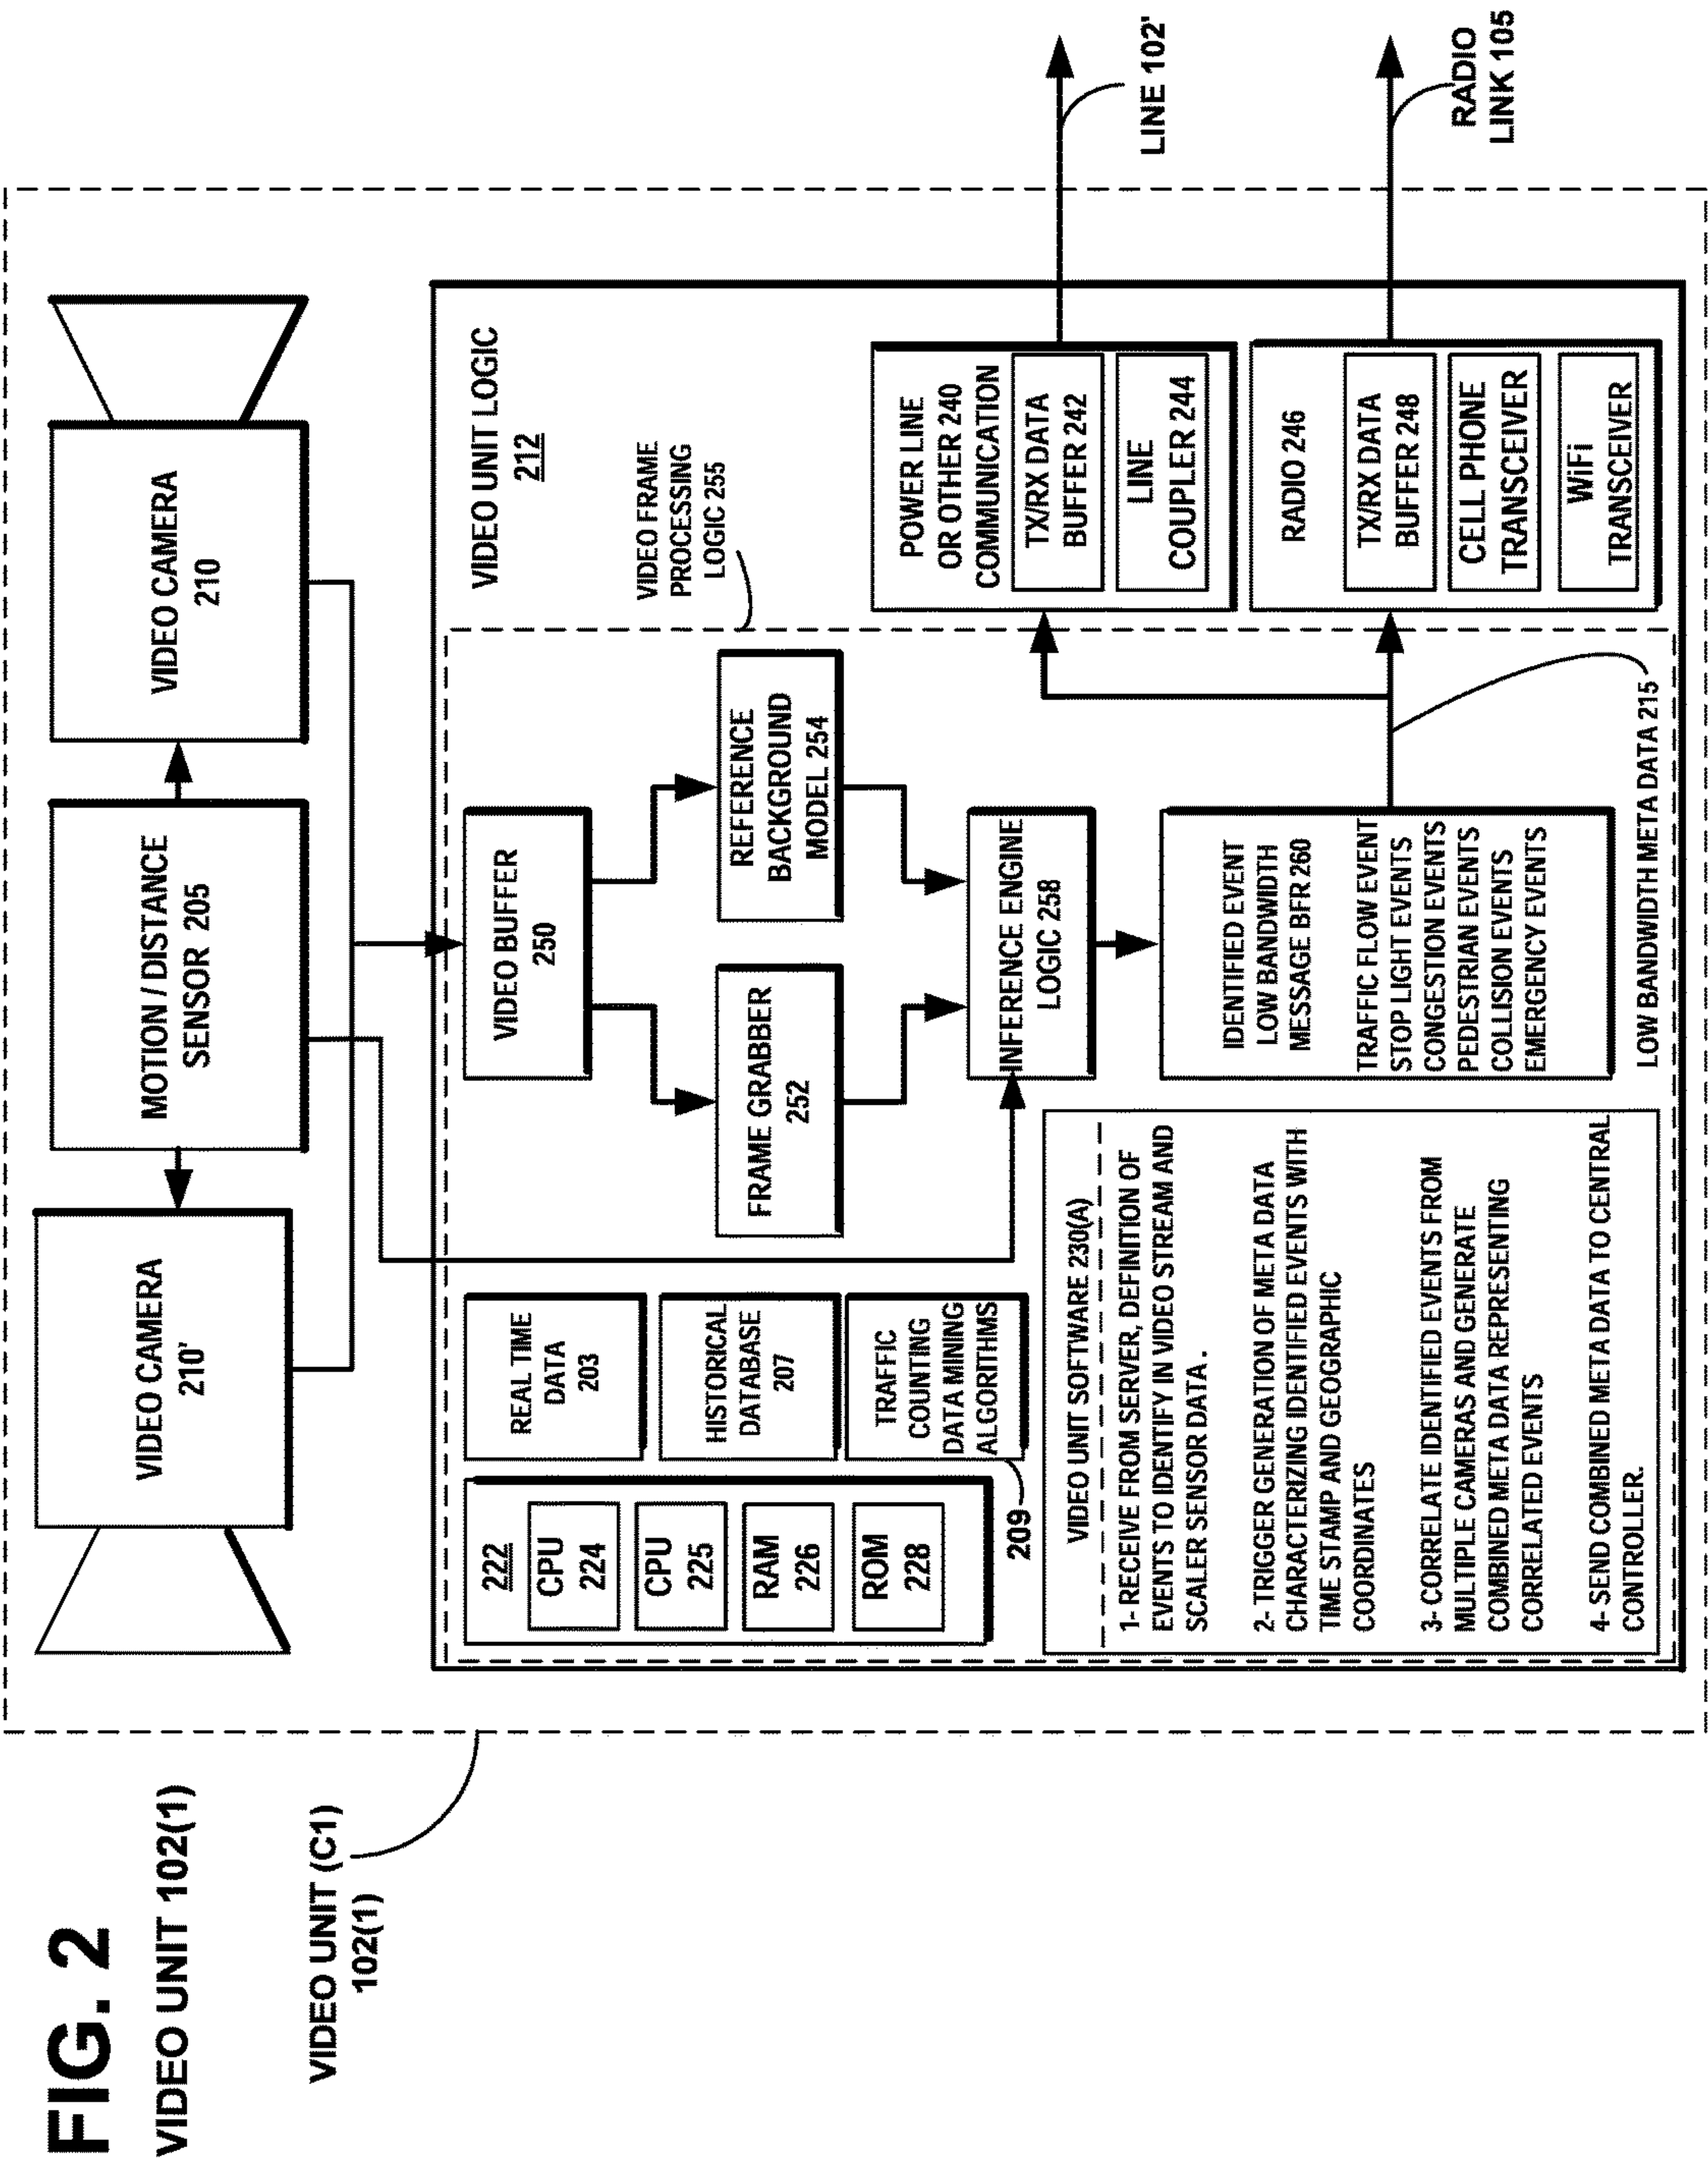 FIG. 2
VIDEO UNIT 102(1)
VIDEO UNIT (C1)
102(1)
VIDEO CAMERA
210'
MOTION / DISTANCE
SENSOR 205
VIDEO CAMERA
210
VIDEO UNIT LOGIC
212
VIDEO FRAME
PROCESSING
LOGIC 255
222
CPU
224
CPU
225
RAM
226
ROM
228
REAL TIME
DATA
203
HISTORICAL
DATABASE
207
TRAFFIC
COUNTING
DATA MINING
ALGORITHMS
209
VIDEO BUFFER
250
FRAME GRABBER
252
REFERENCE
BACKGROUND
MODEL 254
INFERENCE ENGINE
LOGIC 258
IDENTIFIED EVENT
LOW BANDWIDTH
MESSAGE BFR 260
TRAFFIC FLOW EVENT
STOP LIGHT EVENTS
CONGESTION EVENTS
PEDESTRIAN EVENTS
COLLISION EVENTS
EMERGENCY EVENTS
LOW BANDWIDTH META DATA 215
VIDEO UNIT SOFTWARE 230(A)
1- RECEIVE FROM SERVER, DEFINITION OF
EVENTS TO IDENTIFY IN VIDEO STREAM AND
SCALER SENSOR DATA.
2- TRIGGER GENERATION OF META DATA
CHARACTERIZING IDENTIFIED EVENTS WITH
TIME STAMP AND GEOGRAPHIC
COORDINATES
3- CORRELATE IDENTIFIED EVENTS FROM
MULTIPLE CAMERAS AND GENERATE
COMBINED META DATA REPRESENTING
CORRELATED EVENTS
4- SEND COMBINED META DATA TO CENTRAL
CONTROLLER.
POWER LINE
OR OTHER 240
COMMUNICATION
TX/RX DATA
BUFFER 242
LINE
COUPLER 244
RADIO 246
TX/RX DATA
BUFFER 248
CELL PHONE
TRANSCEIVER
WiFi
TRANSCEIVER
LINE 102'
RADIO
LINK 105